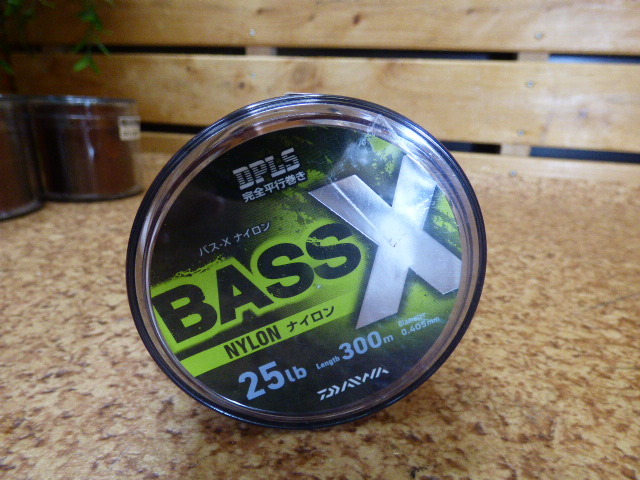 DPLS
完全平行巻き
バス-X ナイロン
BASS X
NYLON ナイロン
25lb Length 300m Diameter 0.405mm
DAIWA